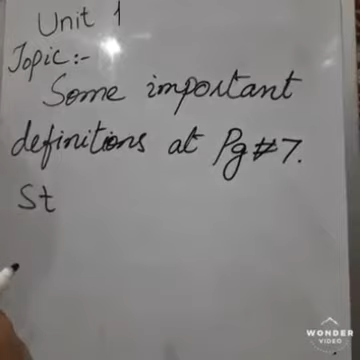 Unit 1
Topic:-
Some important
definitions at Pg#7.
St
WONDER
VIDEO